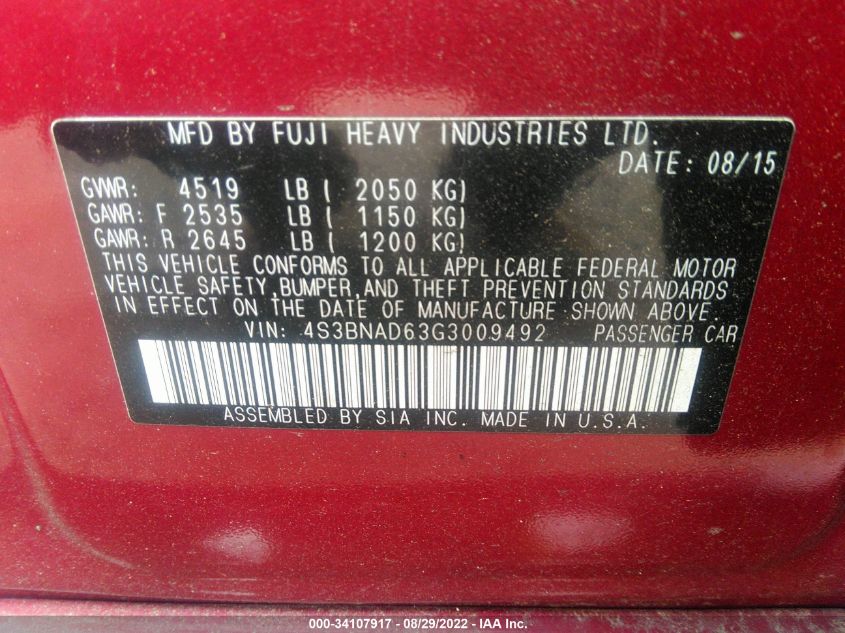 MFD BY FUJI HEAVY INDUSTRIES LTD.
DATE: 08/15
GVWR: 4519 LB ( 2050 KG)
GAWR: F 2535 LB ( 1150 KG)
GAWR: R 2645 LB ( 1200 KG)
THIS VEHICLE CONFORMS TO ALL APPLICABLE FEDERAL MOTOR
VEHICLE SAFETY, BUMPER, AND THEFT PREVENTION STANDARDS
IN EFFECT ON THE DATE OF MANUFACTURE SHOWN ABOVE.
VIN: 4S3BNAD63G3009492 PASSENGER CAR
ASSEMBLED BY SIA INC. MADE IN U.S.A.
000-34107917 - 08/29/2022 - IAA Inc.